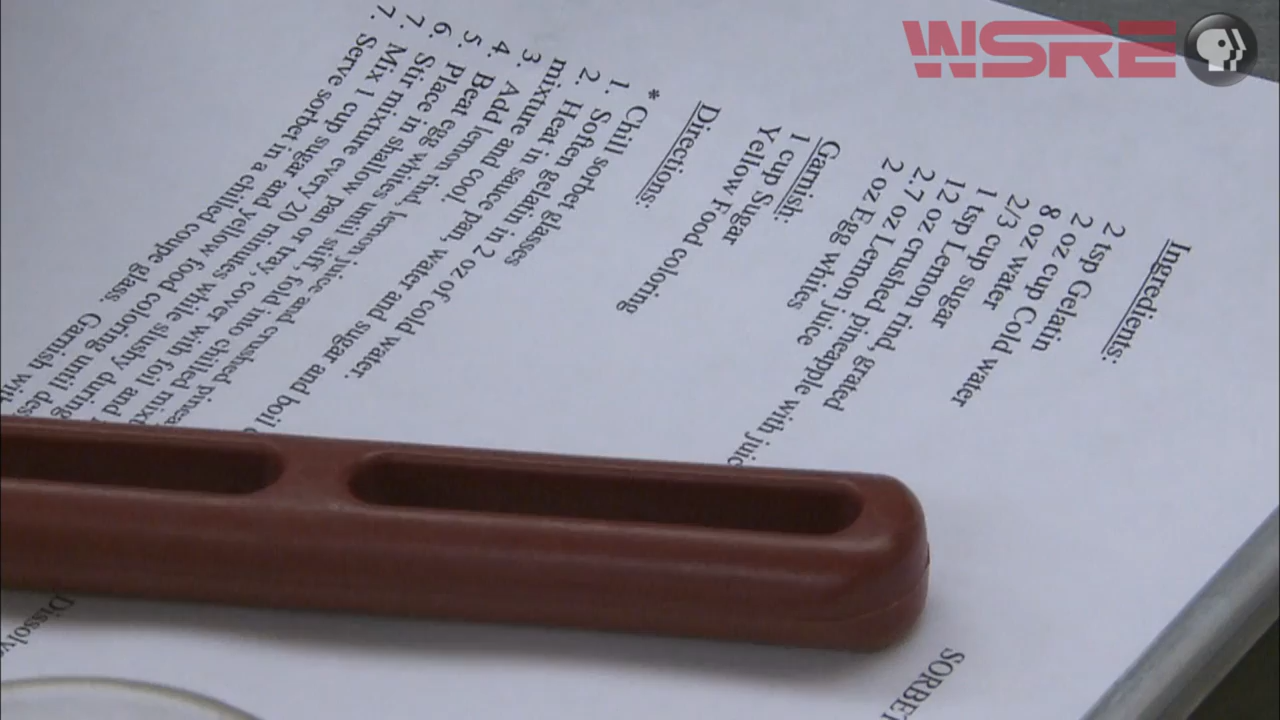 WSRE
SORBET
Ingredients:
2 tsp Gelatin
2 oz cup Cold water
8 oz water
2/3 cup sugar
1 tsp Lemon rind, grated
12 oz crushed pineapple with juic
2.7 oz Lemon juice
2 oz Egg whites
Garnish:
1 cup Sugar
Yellow Food coloring
Directions:
* Chill sorbet glasses
1. Soften gelatin in 2 oz of cold water.
2. Heat in sauce pan, water and sugar and boil
Dissolv
mixture and cool.
3. Add lemon rind, lemon juice and crushed pinea
4. Beat egg whites until stiff, fold into chilled mixt
5. Place in shallow pan or tray, cover with foil and
6. Stir mixture every 20 minutes while slushy during
7. Mix 1 cup sugar and yellow food coloring until des
7. Serve sorbet in a chilled coupe glass. Garnish with